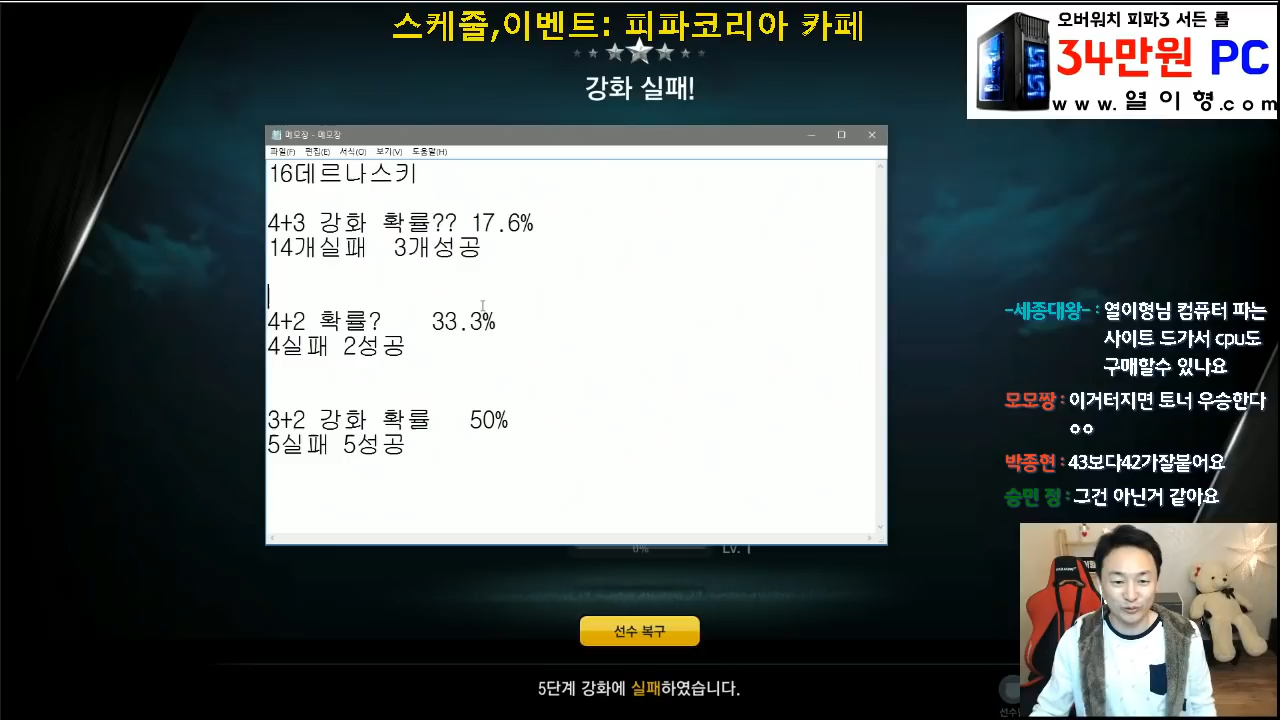 스케쥴,이벤트: 피파코리아 카페
강화 실패!
오버워치 피파3 서든 롤
34만원 PC
www.열이형.com
메모장 - 메모장
파일(F) 편집(E) 서식(O) 보기(V) 도움말(H)
16데르나스키
4+3 강화 확률?? 17.6%
14개실패 3개성공
4+2 확률? 33.3%
4실패 2성공
3+2 강화 확률 50%
5실패 5성공
-세종대왕- : 열이형님 컴퓨터 파는
사이트 드가서 cpu도
구매할수 있나요
모모짱 : 이거터지면 토너 우승한다
ㅇㅇ
박종현 : 43보다42가잘붙어요
승민 정 : 그건 아닌거 같아요
0% Lv. 1
선수 복구
5단계 강화에 실패하였습니다.